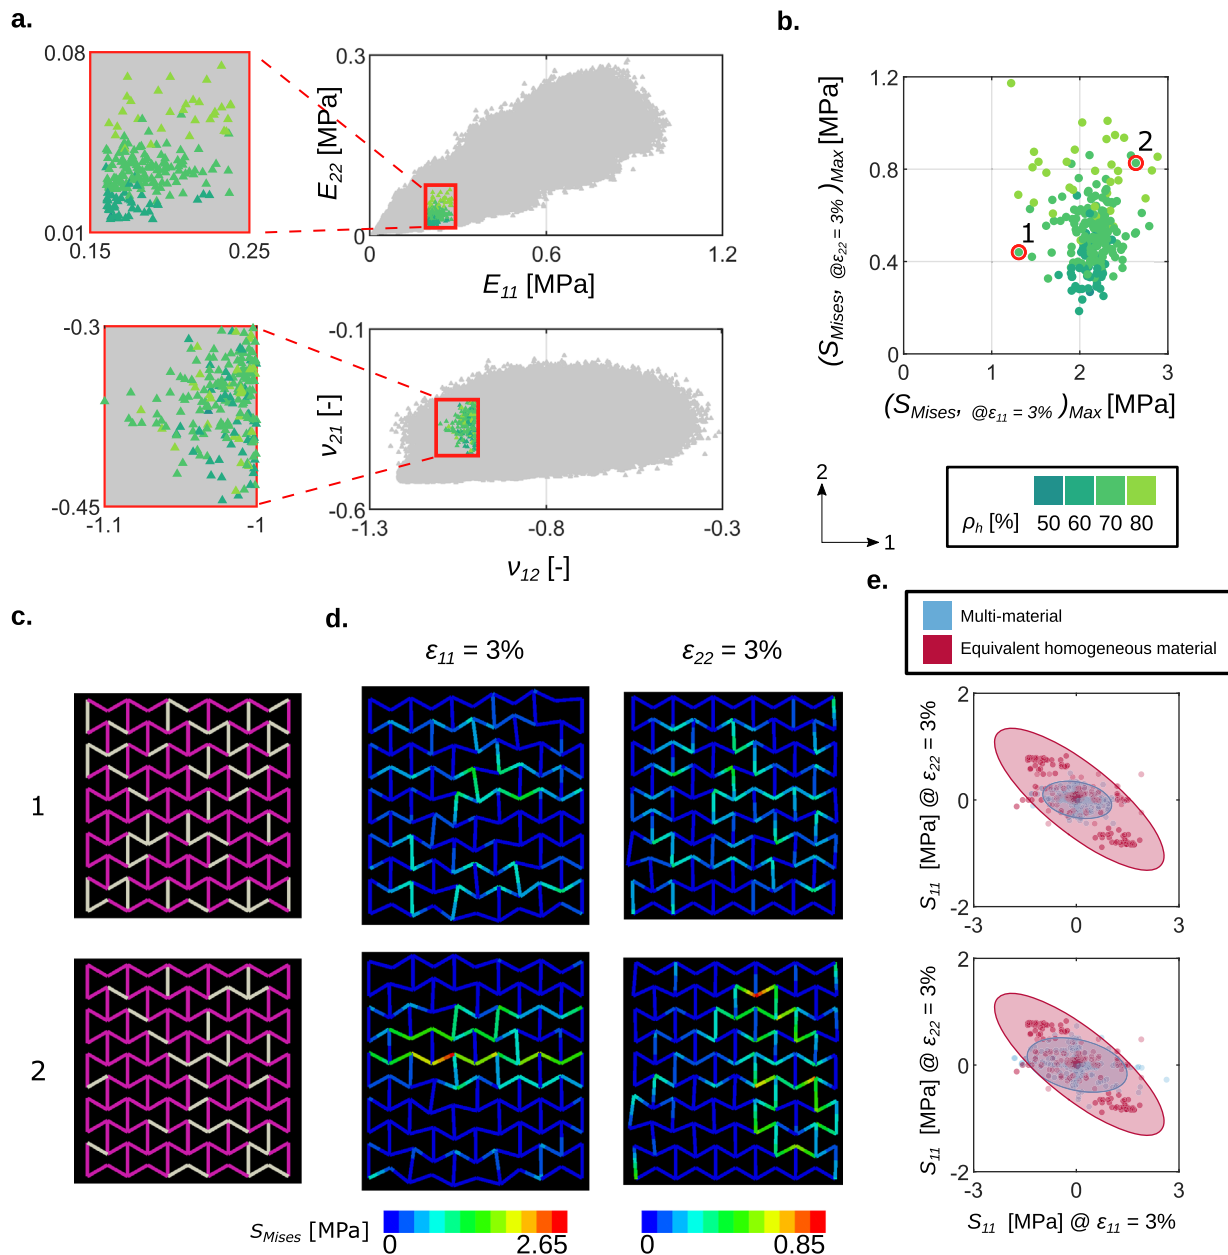 a.
0.08
0.01
0.15
0.25
E22 [MPa]
0.3
0
0.6
1.2
E11 [MPa]
-0.3
-0.45
-1.1
-1
ν21 [-]
-0.1
-0.6
-1.3
-0.8
-0.3
ν12 [-]
b.
(SMises, @ε22 = 3% )Max [MPa]
1.2
0.8
0.4
0
0
1
2
3
1
2
(SMises, @ε11 = 3% )Max [MPa]
2
1
ρh [%]
50
60
70
80
c.
1
2
d.
ε11 = 3%
ε22 = 3%
SMises [MPa]
0
2.65
0
0.85
e.
Multi-material
Equivalent homogeneous material
S11 [MPa] @ ε22 = 3%
2
0
-2
-3
0
3
S11 [MPa] @ ε22 = 3%
2
0
-2
-3
0
3
S11 [MPa] @ ε11 = 3%